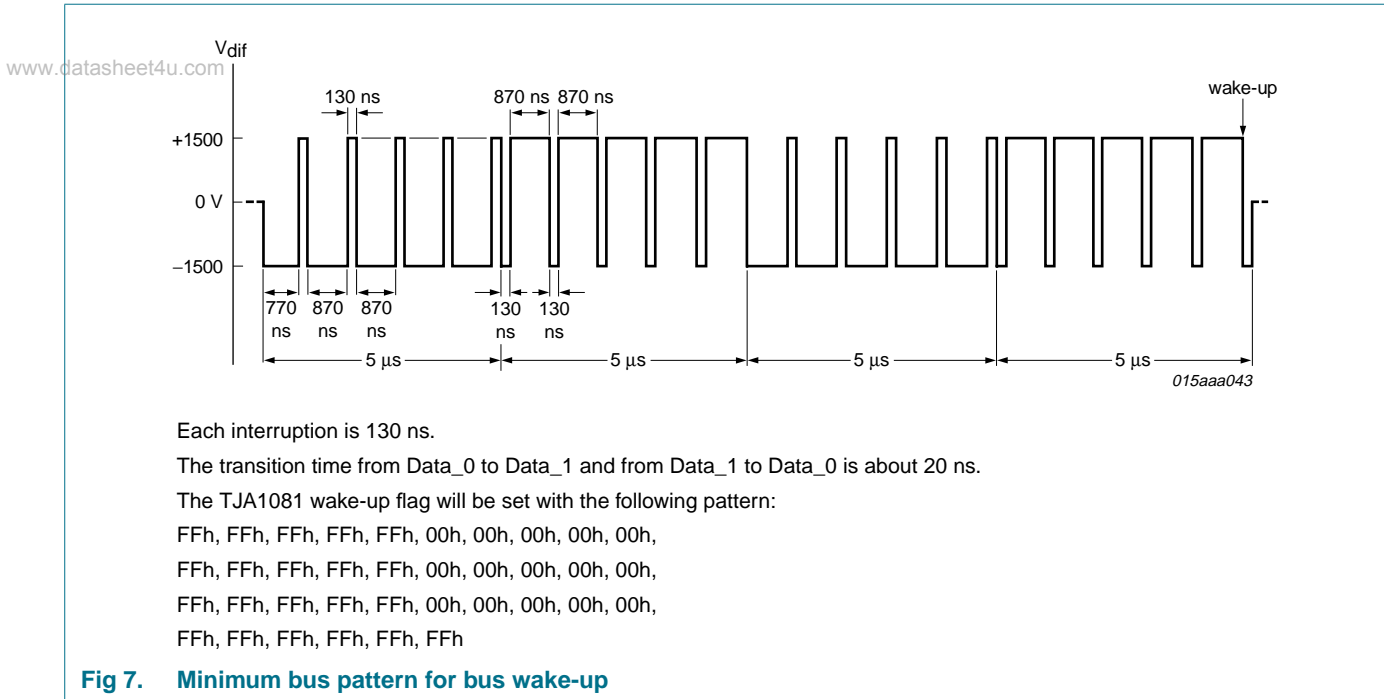 Vdif
www.datasheet4u.com
130 ns
870 ns 870 ns
wake-up
+1500
0 V
−1500
770 ns
870 ns
870 ns
130 ns
130 ns
5 μs
5 μs
5 μs
5 μs
015aaa043
Each interruption is 130 ns.
The transition time from Data_0 to Data_1 and from Data_1 to Data_0 is about 20 ns.
The TJA1081 wake-up flag will be set with the following pattern:
FFh, FFh, FFh, FFh, FFh, 00h, 00h, 00h, 00h, 00h,
FFh, FFh, FFh, FFh, FFh, 00h, 00h, 00h, 00h, 00h,
FFh, FFh, FFh, FFh, FFh, 00h, 00h, 00h, 00h, 00h,
FFh, FFh, FFh, FFh, FFh, FFh
Fig 7. Minimum bus pattern for bus wake-up